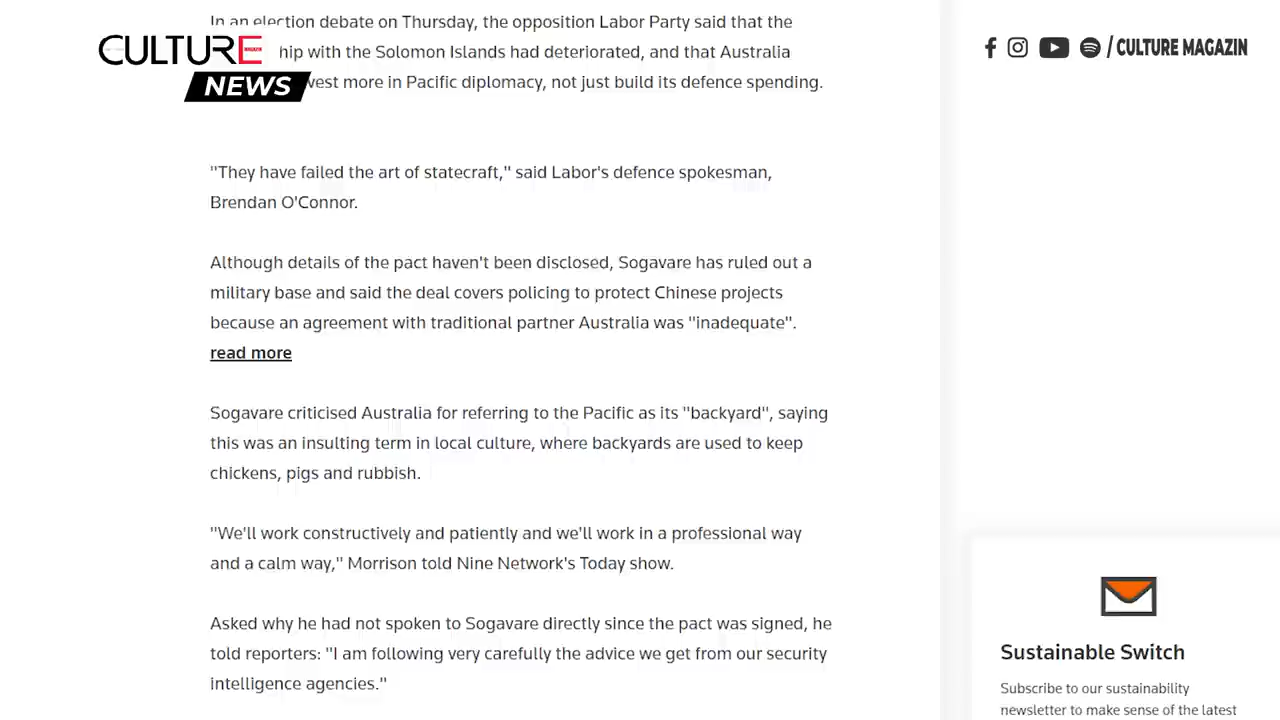 In an election debate on Thursday, the opposition Labor Party said that the
CULTURE
hip with the Solomon Islands had deteriorated, and that Australia
/ CULTURE MAGAZIN
NEWS
vest more in Pacific diplomacy, not just build its defence spending.
"They have failed the art of statecraft," said Labor's defence spokesman,
Brendan O'Connor.
Although details of the pact haven't been disclosed, Sogavare has ruled out a
military base and said the deal covers policing to protect Chinese projects
because an agreement with traditional partner Australia was "inadequate".
read more
Sogavare criticised Australia for referring to the Pacific as its "backyard", saying
this was an insulting term in local culture, where backyards are used to keep
chickens, pigs and rubbish.
"We'll work constructively and patiently and we'll work in a professional way
and a calm way," Morrison told Nine Network's Today show.
Asked why he had not spoken to Sogavare directly since the pact was signed, he
told reporters: "I am following very carefully the advice we get from our security
intelligence agencies."
Sustainable Switch
Subscribe to our sustainability
newsletter to make sense of the latest